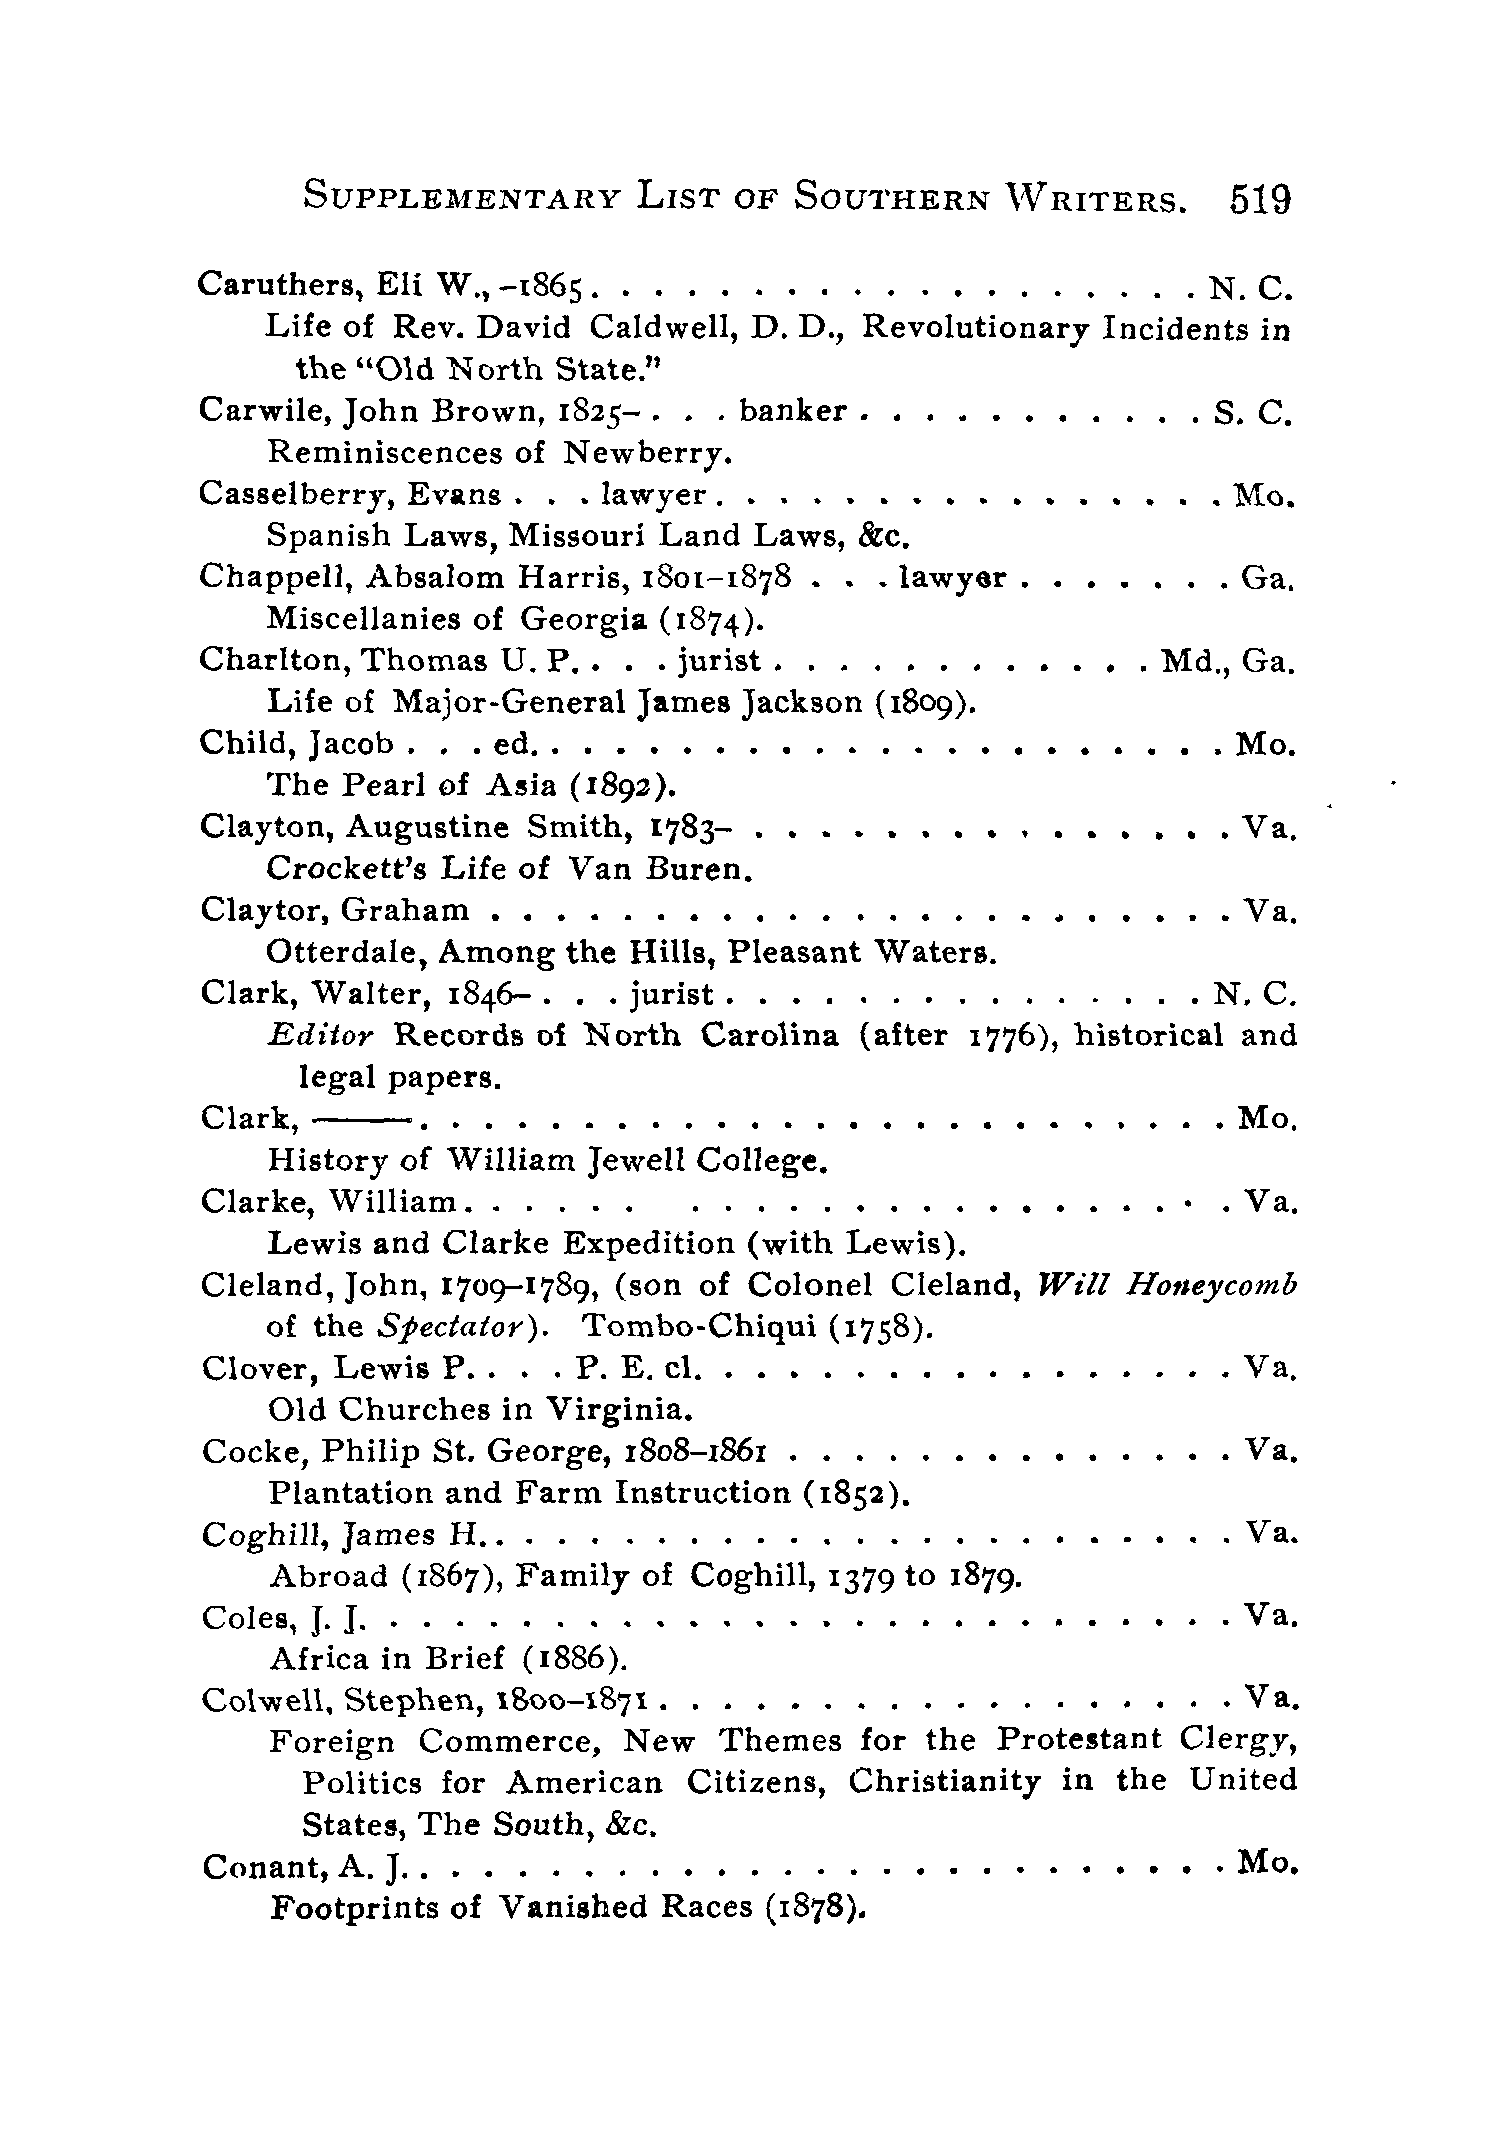 SUPPLEMENTARY LIST OF SOUTHERN WRITERS. 519
Caruthers, Eli W., –1865. . . . . . . . . . . . . . . . . . . N. C.
Life of Rev. David Caldwell, D. D., Revolutionary Incidents in
the "Old North State."
Carwile, John Brown, 1825– . . . banker . . . . . . . . . . . S. C.
Reminiscences of Newberry.
Casselberry, Evans . . . lawyer . . . . . . . . . . . . . . . . Mo.
Spanish Laws, Missouri Land Laws, &c.
Chappell, Absalom Harris, 1801–1878 . . . lawyer . . . . . . . Ga.
Miscellanies of Georgia (1874).
Charlton, Thomas U. P. . . . jurist . . . . . . . . . . . . Md., Ga.
Life of Major-General James Jackson (1809).
Child, Jacob . . . ed. . . . . . . . . . . . . . . . . . . . . . Mo.
The Pearl of Asia (1892).
Clayton, Augustine Smith, 1783– . . . . . . . . . . . . . . . Va.
Crockett's Life of Van Buren.
Claytor, Graham . . . . . . . . . . . . . . . . . . . . . . . Va.
Otterdale, Among the Hills, Pleasant Waters.
Clark, Walter, 1846– . . . jurist . . . . . . . . . . . . . . . N. C.
Editor Records of North Carolina (after 1776), historical and
legal papers.
Clark, ——. . . . . . . . . . . . . . . . . . . . . . . . . Mo.
History of William Jewell College.
Clarke, William. . . . . . . . . . . . . . . . . . . . . . . Va.
Lewis and Clarke Expedition (with Lewis).
Cleland, John, 1709–1789, (son of Colonel Cleland, Will Honeycomb
of the Spectator). Tombo-Chiqui (1758).
Clover, Lewis P. . . . P. E. cl. . . . . . . . . . . . . . . . . Va.
Old Churches in Virginia.
Cocke, Philip St. George, 1808–1861 . . . . . . . . . . . . . . Va.
Plantation and Farm Instruction (1852).
Coghill, James H. . . . . . . . . . . . . . . . . . . . . . . . Va.
Abroad (1867), Family of Coghill, 1379 to 1879.
Coles, J. J. . . . . . . . . . . . . . . . . . . . . . . . . . . Va.
Africa in Brief (1886).
Colwell, Stephen, 1800–1871 . . . . . . . . . . . . . . . . . . Va.
Foreign Commerce, New Themes for the Protestant Clergy,
Politics for American Citizens, Christianity in the United
States, The South, &c.
Conant, A. J. . . . . . . . . . . . . . . . . . . . . . . . . . Mo.
Footprints of Vanished Races (1878).